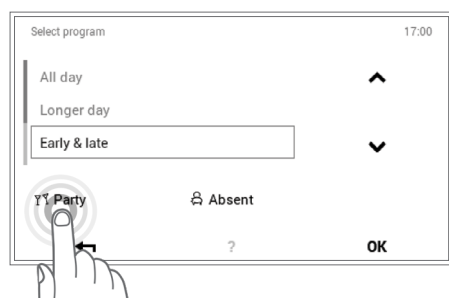 Select program 17:00
All day
Longer day
Early & late
Party Absent
? OK